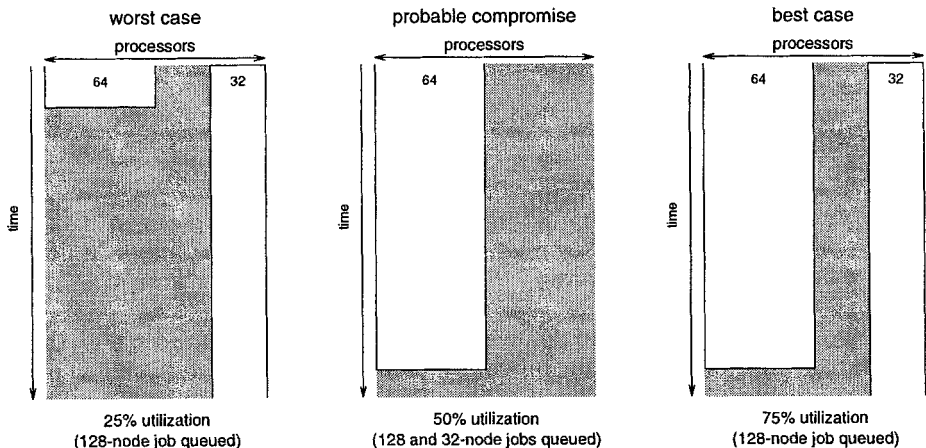 worst case
processors
64
32
time
25% utilization
(128-node job queued)
probable compromise
processors
64
time
50% utilization
(128 and 32-node jobs queued)
best case
processors
64
32
time
75% utilization
(128-node job queued)